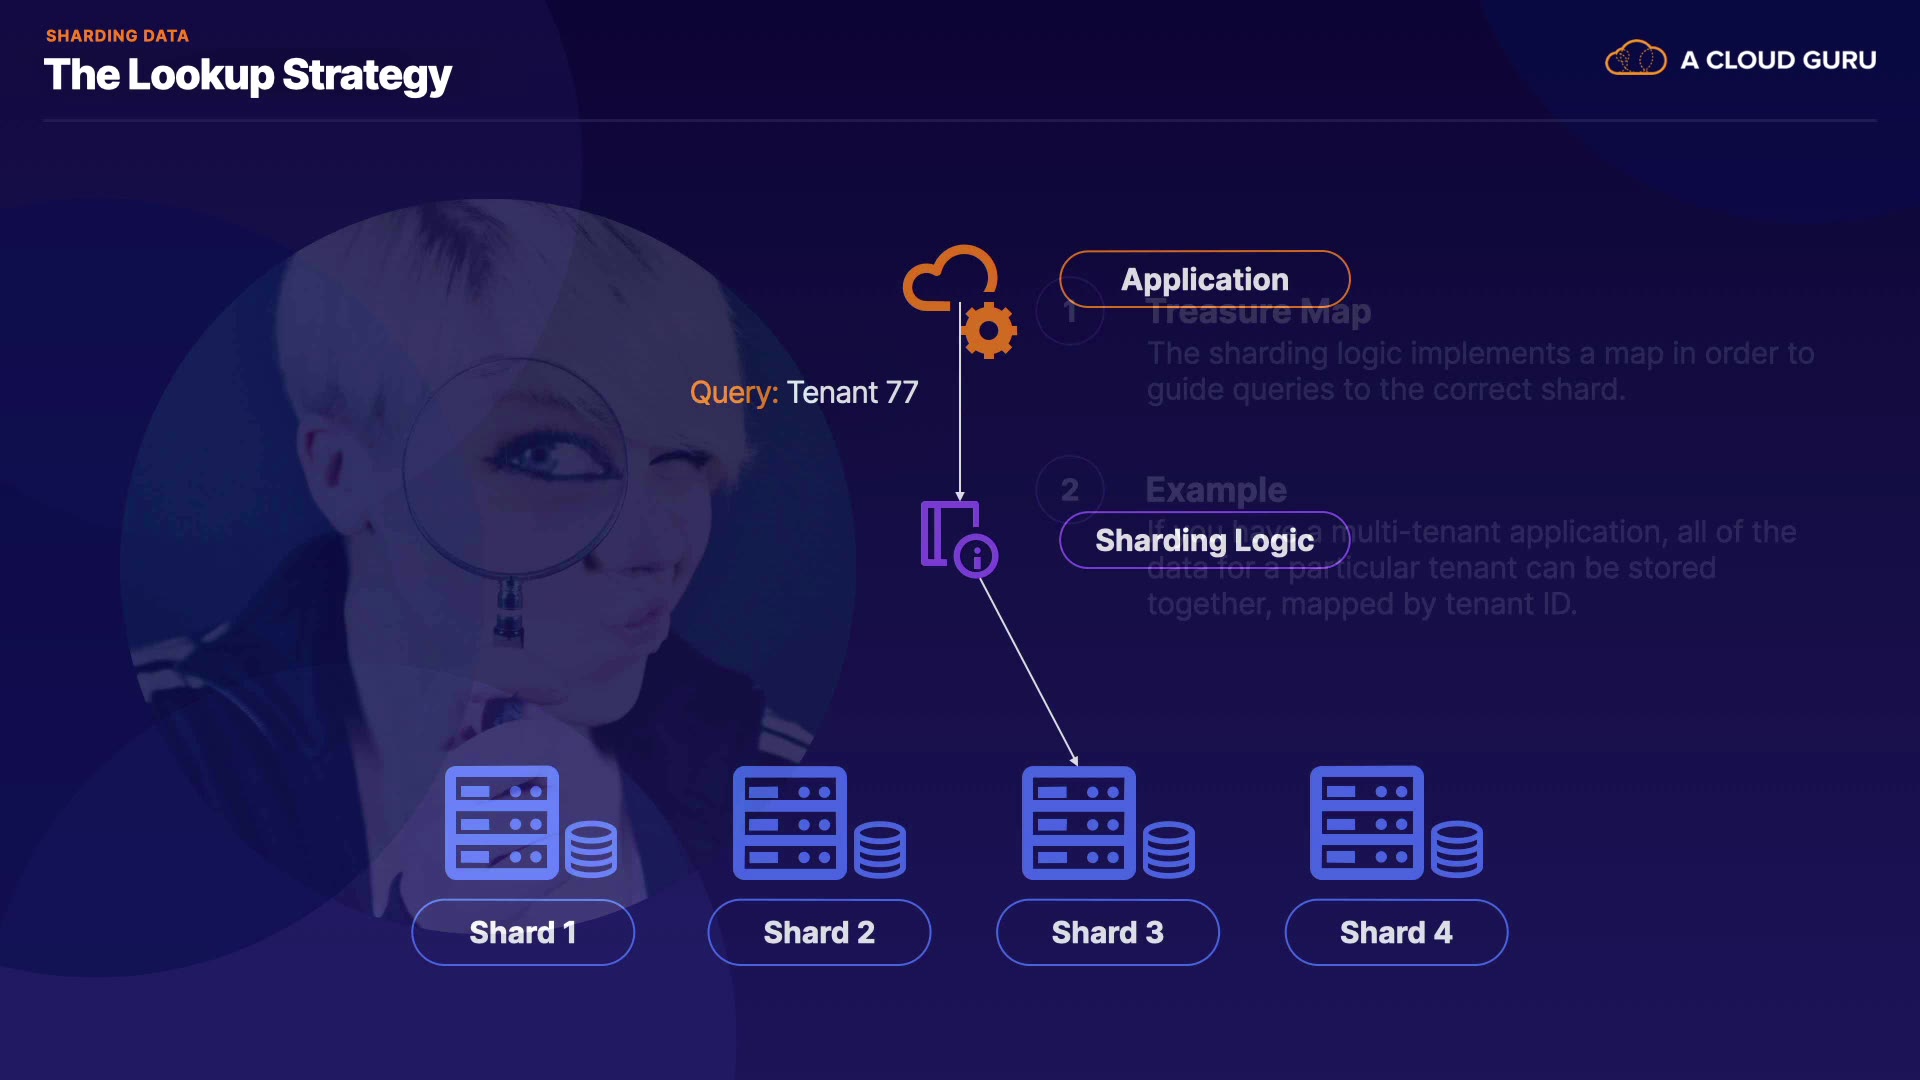 SHARDING DATA
The Lookup Strategy
A CLOUD GURU
Application
1
Treasure Map
The sharding logic implements a map in order to
guide queries to the correct shard.
Query: Tenant 77
2
Example
If you have a multi-tenant application, all of the
data for a particular tenant can be stored
together, mapped by tenant ID.
Sharding Logic
Shard 1
Shard 2
Shard 3
Shard 4